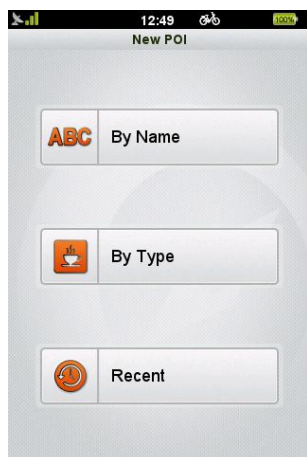 12:49 100%
New POI
ABC By Name
By Type
Recent